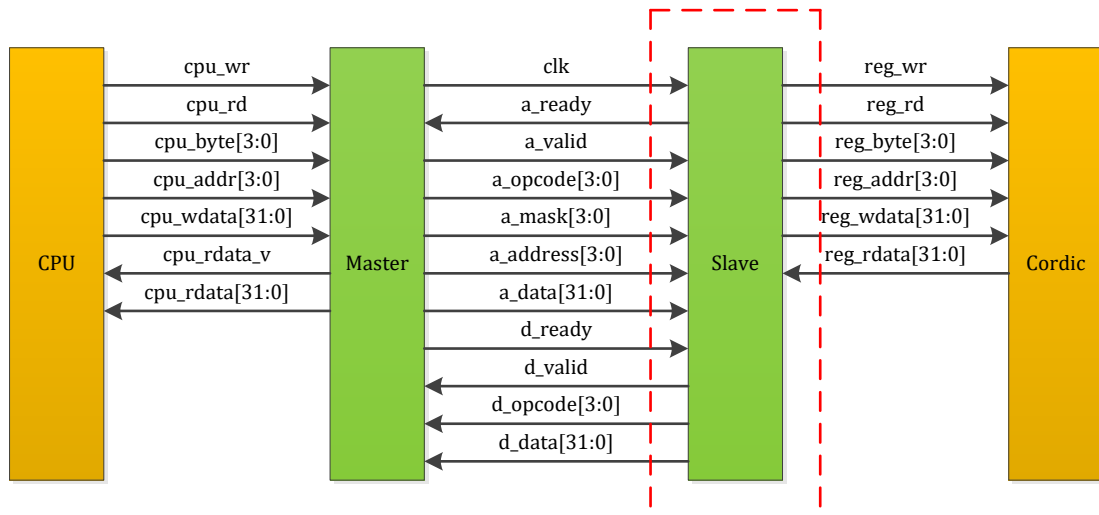 cpu_wr
clk
reg_wr
cpu_rd
a_ready
reg_rd
cpu_byte[3:0]
a_valid
reg_byte[3:0]
cpu_addr[3:0]
a_opcode[3:0]
reg_addr[3:0]
cpu_wdata[31:0]
a_mask[3:0]
reg_wdata[31:0]
CPU
cpu_rdata_v
Master
a_address[3:0]
Slave
reg_rdata[31:0]
Cordic
cpu_rdata[31:0]
a_data[31:0]
d_ready
d_valid
d_opcode[3:0]
d_data[31:0]